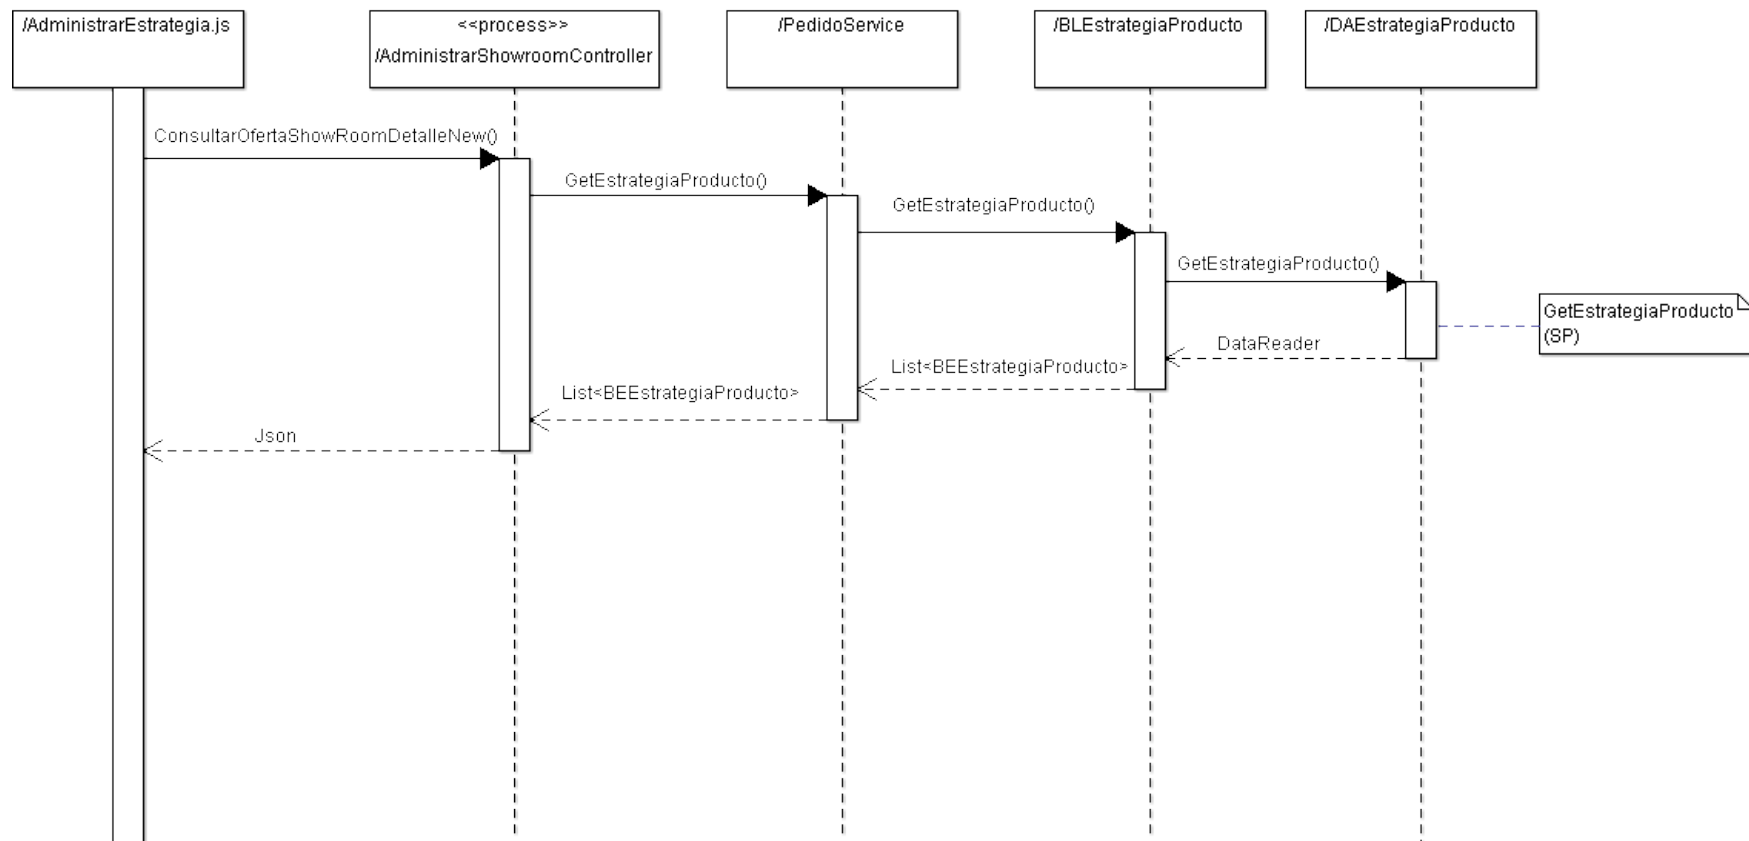 /AdministrarEstrategia.js
<<process>>
/AdministrarShowroomController
/PedidoService
/BLEstrategiaProducto
/DAEstrategiaProducto
ConsultarOfertaShowRoomDetalleNew()
GetEstrategiaProducto()
GetEstrategiaProducto()
GetEstrategiaProducto()
GetEstrategiaProducto
(SP)
DataReader
List<BEEstrategiaProducto>
List<BEEstrategiaProducto>
Json